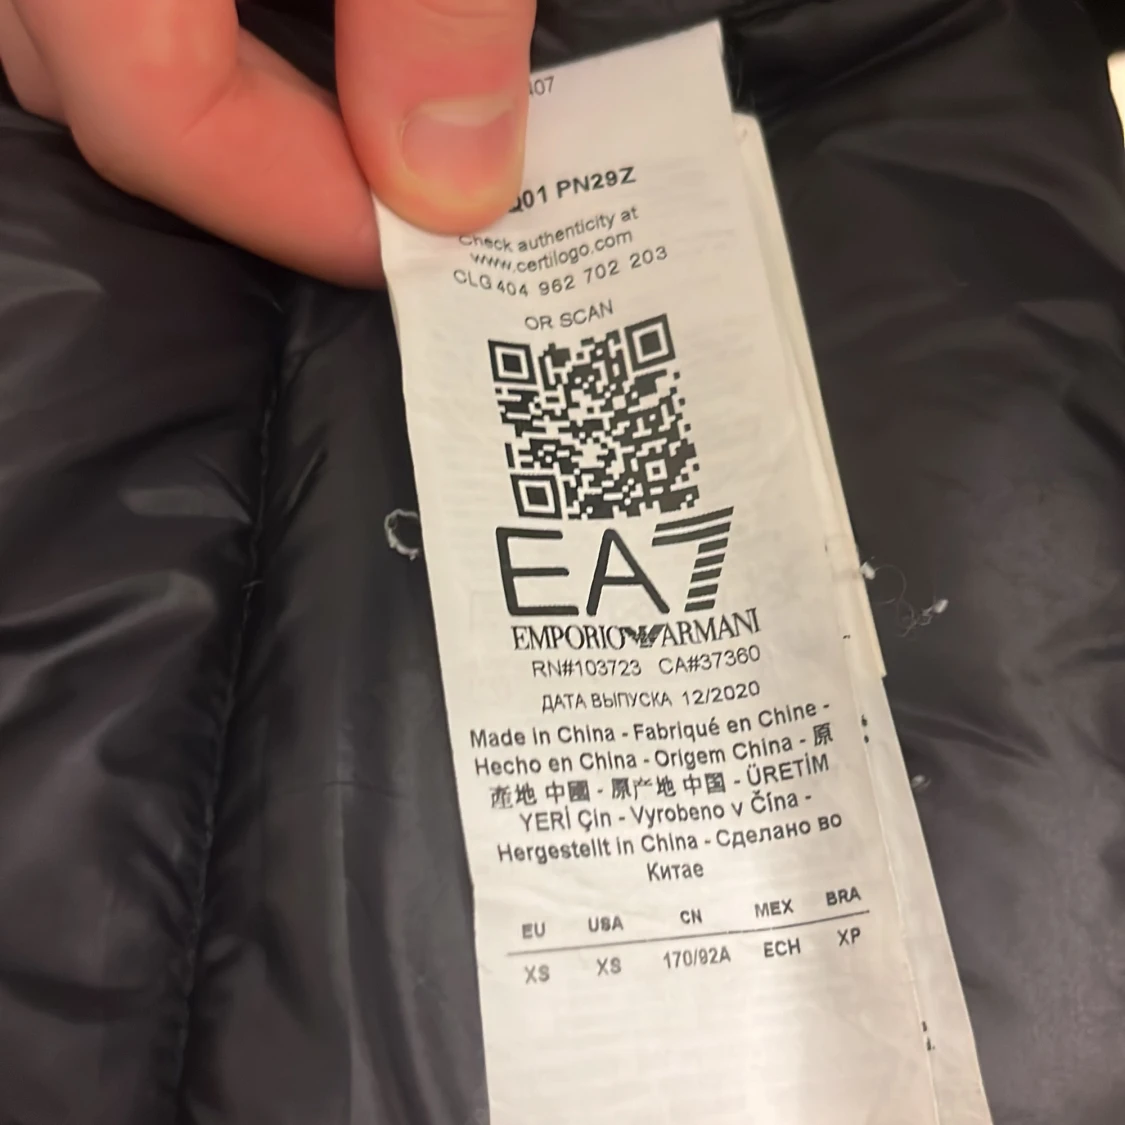 07
Q01 PN29Z
Check authenticity at
www.certilogo.com
CLG 404 962 702 203
OR SCAN
EA7
EMPORIO ARMANI
RN#103723 CA#37360
ДАТА ВЫПУСКА 12/2020
Made in China - Fabriqué en Chine -
Hecho en China - Origem China - 原
產地 中國 - 原产地 中国 - ÜRETİM
YERİ Çin - Vyrobeno v Čína -
Hergestellt in China - Сделано во
Китае
EU USA CN MEX BRA
XS XS 170/92A ECH XP